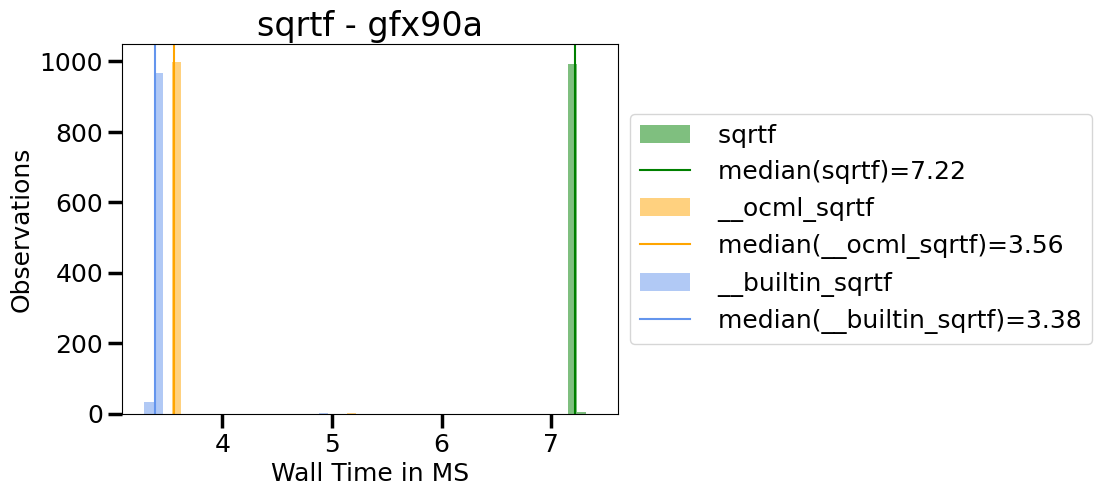 sqrtf - gfx90a
1000
800
600
400
200
0
Observations
4 5 6 7
Wall Time in MS
sqrtf
median(sqrtf)=7.22
__ocml_sqrtf
median(__ocml_sqrtf)=3.56
__builtin_sqrtf
median(__builtin_sqrtf)=3.38